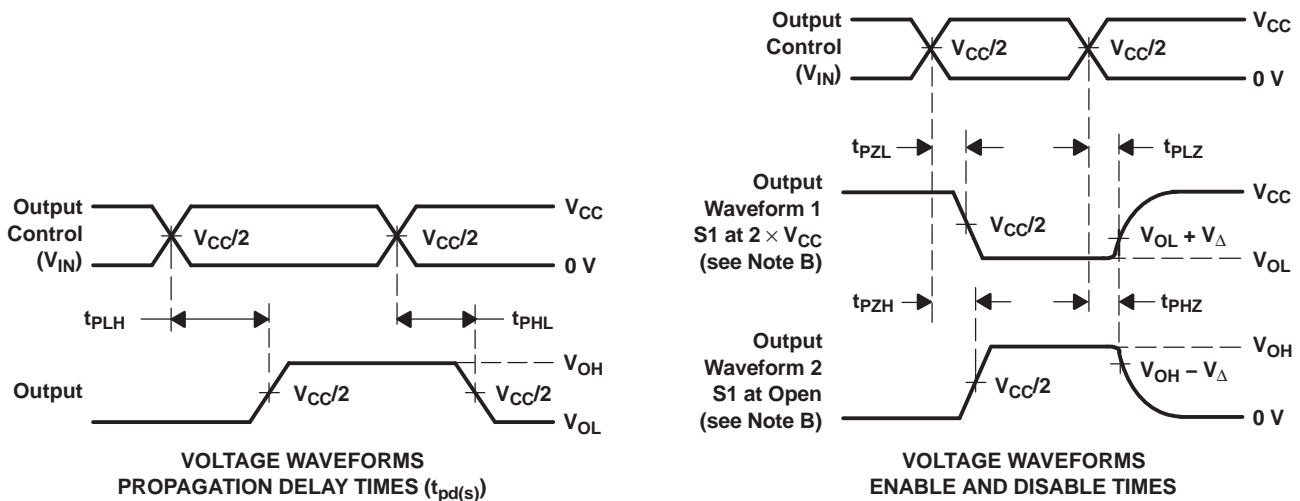 Output
Control
(VIN)
VCC
VCC/2
VCC/2
0 V
tPLH
tPHL
Output
VOH
VCC/2
VCC/2
VOL
VOLTAGE WAVEFORMS
PROPAGATION DELAY TIMES (tpd(s))
Output
Control
(VIN)
VCC
VCC/2
VCC/2
0 V
tPZL
tPLZ
Output
Waveform 1
S1 at 2 × VCC
(see Note B)
VCC
VCC/2
VOL + VΔ
VOL
tPZH
tPHZ
Output
Waveform 2
S1 at Open
(see Note B)
VOH
VCC/2
VOH − VΔ
0 V
VOLTAGE WAVEFORMS
ENABLE AND DISABLE TIMES